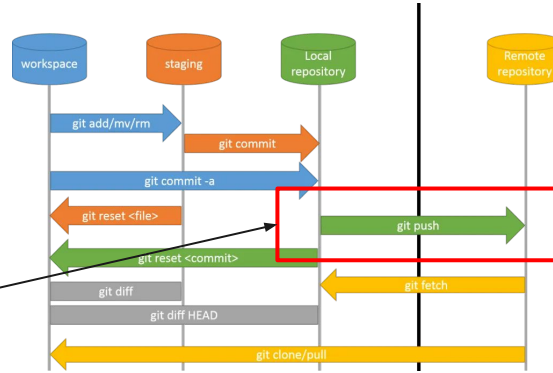 workspace
staging
Local
repository
Remote
repository
git add/mv/rm
git commit
git commit -a
git reset <file>
git push
git reset <commit>
git fetch
git diff
git diff HEAD
git clone/pull